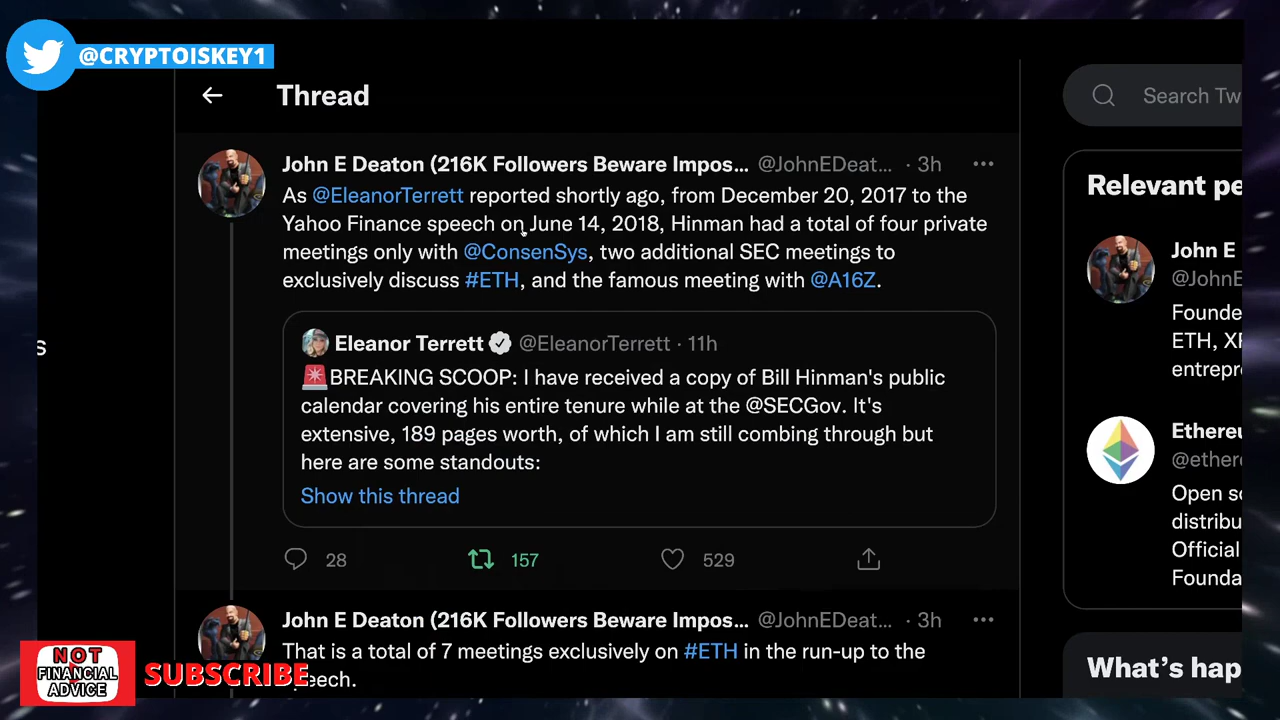 @CRYPTOISKEY1
Thread
Search Tw
John E Deaton (216K Followers Beware Impos... @JohnEDeat... · 3h
As @EleanorTerrett reported shortly ago, from December 20, 2017 to the
Yahoo Finance speech on June 14, 2018, Hinman had a total of four private
meetings only with @ConsenSys, two additional SEC meetings to
exclusively discuss #ETH, and the famous meeting with @A16Z.
Eleanor Terrett @EleanorTerrett · 11h
BREAKING SCOOP: I have received a copy of Bill Hinman's public
calendar covering his entire tenure while at the @SECGov. It's
extensive, 189 pages worth, of which I am still combing through but
here are some standouts:
Show this thread
28 157 529
John E Deaton (216K Followers Beware Impos... @JohnEDeat... · 3h
That is a total of 7 meetings exclusively on #ETH in the run-up to the
speech.
s
Relevant pe
John E
@JohnE
Founde
ETH, XR
entrepr
Ethereu
@ethere
Open so
distribu
Official
Founda
What's hap
NOT
FINANCIAL
ADVICE
SUBSCRIBE